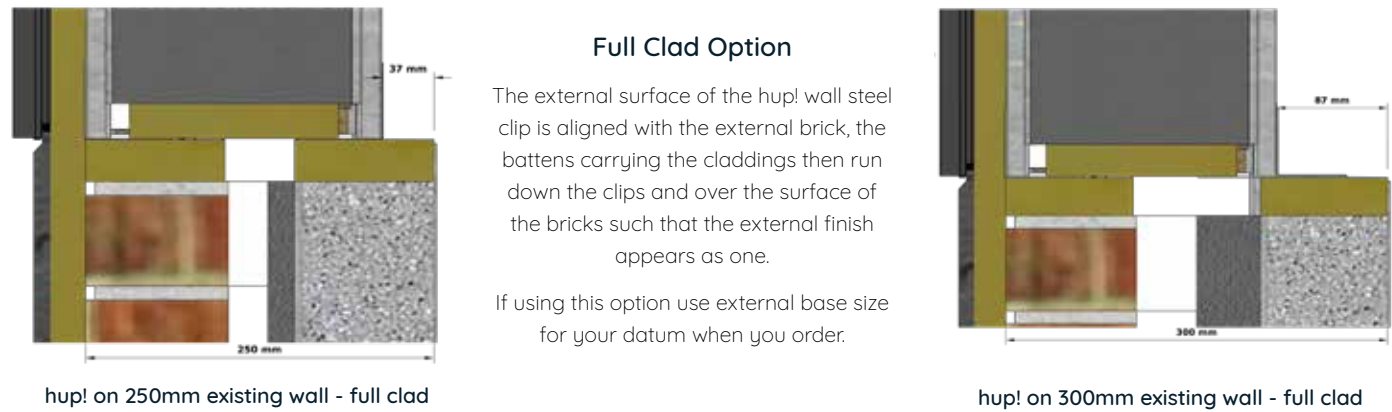 37 mm
250 mm
hup! on 250mm existing wall - full clad
Full Clad Option
The external surface of the hup! wall steel
clip is aligned with the external brick, the
battens carrying the claddings then run
down the clips and over the surface of
the bricks such that the external finish
appears as one.
If using this option use external base size
for your datum when you order.
87 mm
300 mm
hup! on 300mm existing wall - full clad